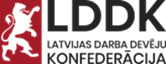 LDDK
LATVIJAS DARBA DEVĒJU
KONFEDERĀCIJA